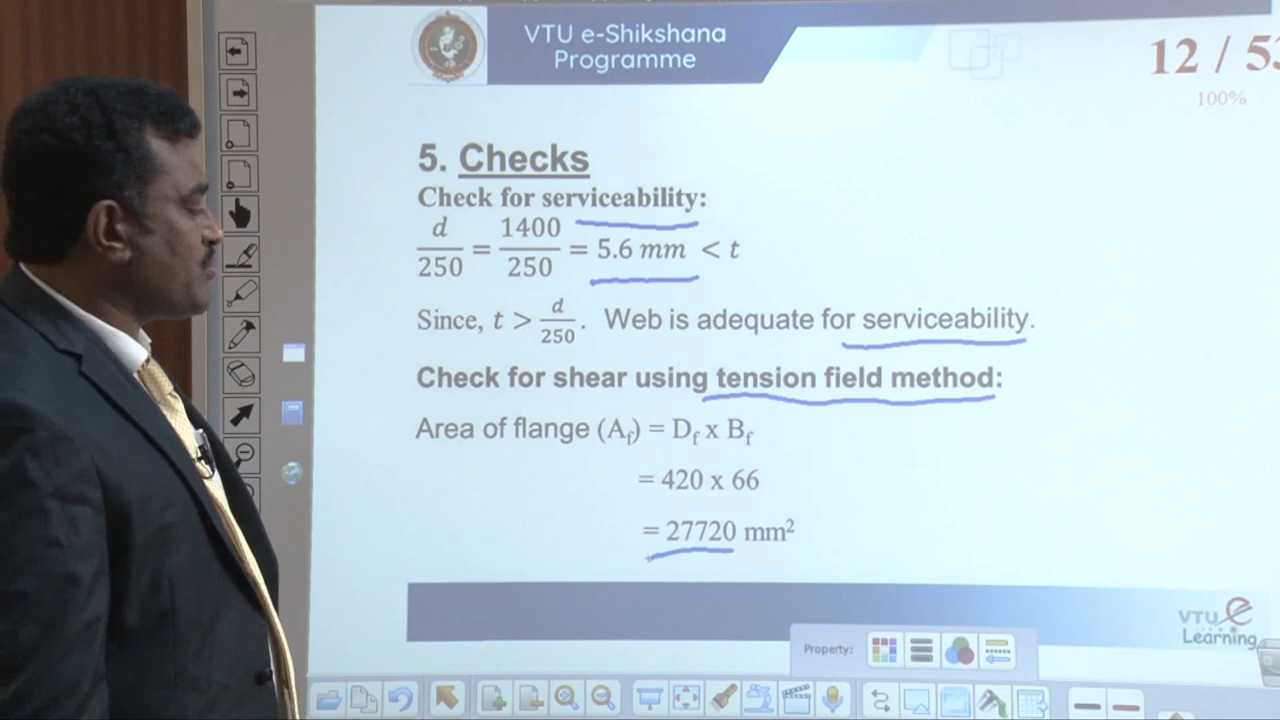 VTU e-Shikshana
Programme
12 / 53
100%
5. Checks
Check for serviceability:
d/250 = 1400/250 = 5.6 mm < t
Since, t > d/250. Web is adequate for serviceability.
Check for shear using tension field method:
Area of flange (Af) = Df x Bf
= 420 x 66
= 27720 mm²
VTU e
Learning
Property: